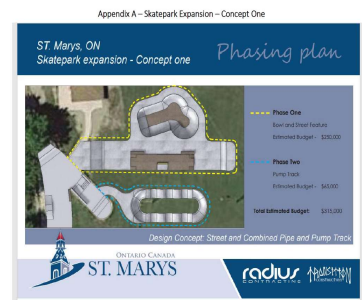 Appendix A – Skatepark Expansion – Concept One
ST. Marys, ON
Skatepark expansion - Concept one
Phasing plan
Phase One
Bowl and Street Feature
Estimated Budget - $250,000
Phase Two
Pump Track
Estimated Budget - $65,000
Total Estimated Budget: $315,000
Design Concept: Street and Combined Pipe and Pump Track
ONTARIO CANADA
ST. MARYS
radius
CONTRACTING
TRANSITION
construction